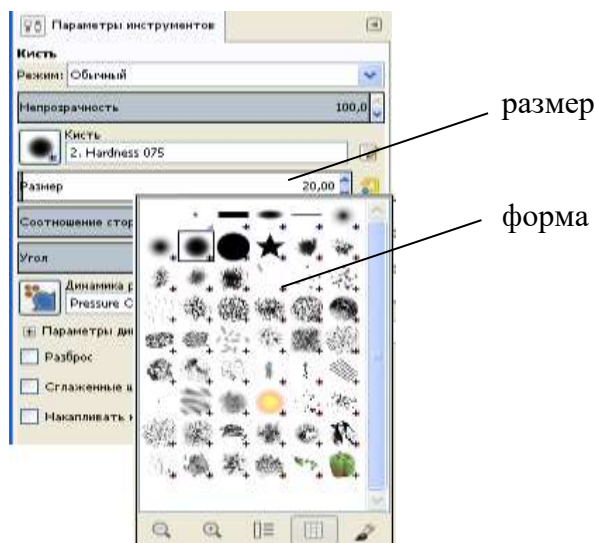 Параметры инструментов
Кисть
Режим: Обычный
Непрозрачность 100,0
Кисть
2. Hardness 075
Размер 20,00
Соотношение стор
Угол
Динамика р
Pressure O
Параметры ди
Разброс
Сглаженные
Накапливать
размер
форма